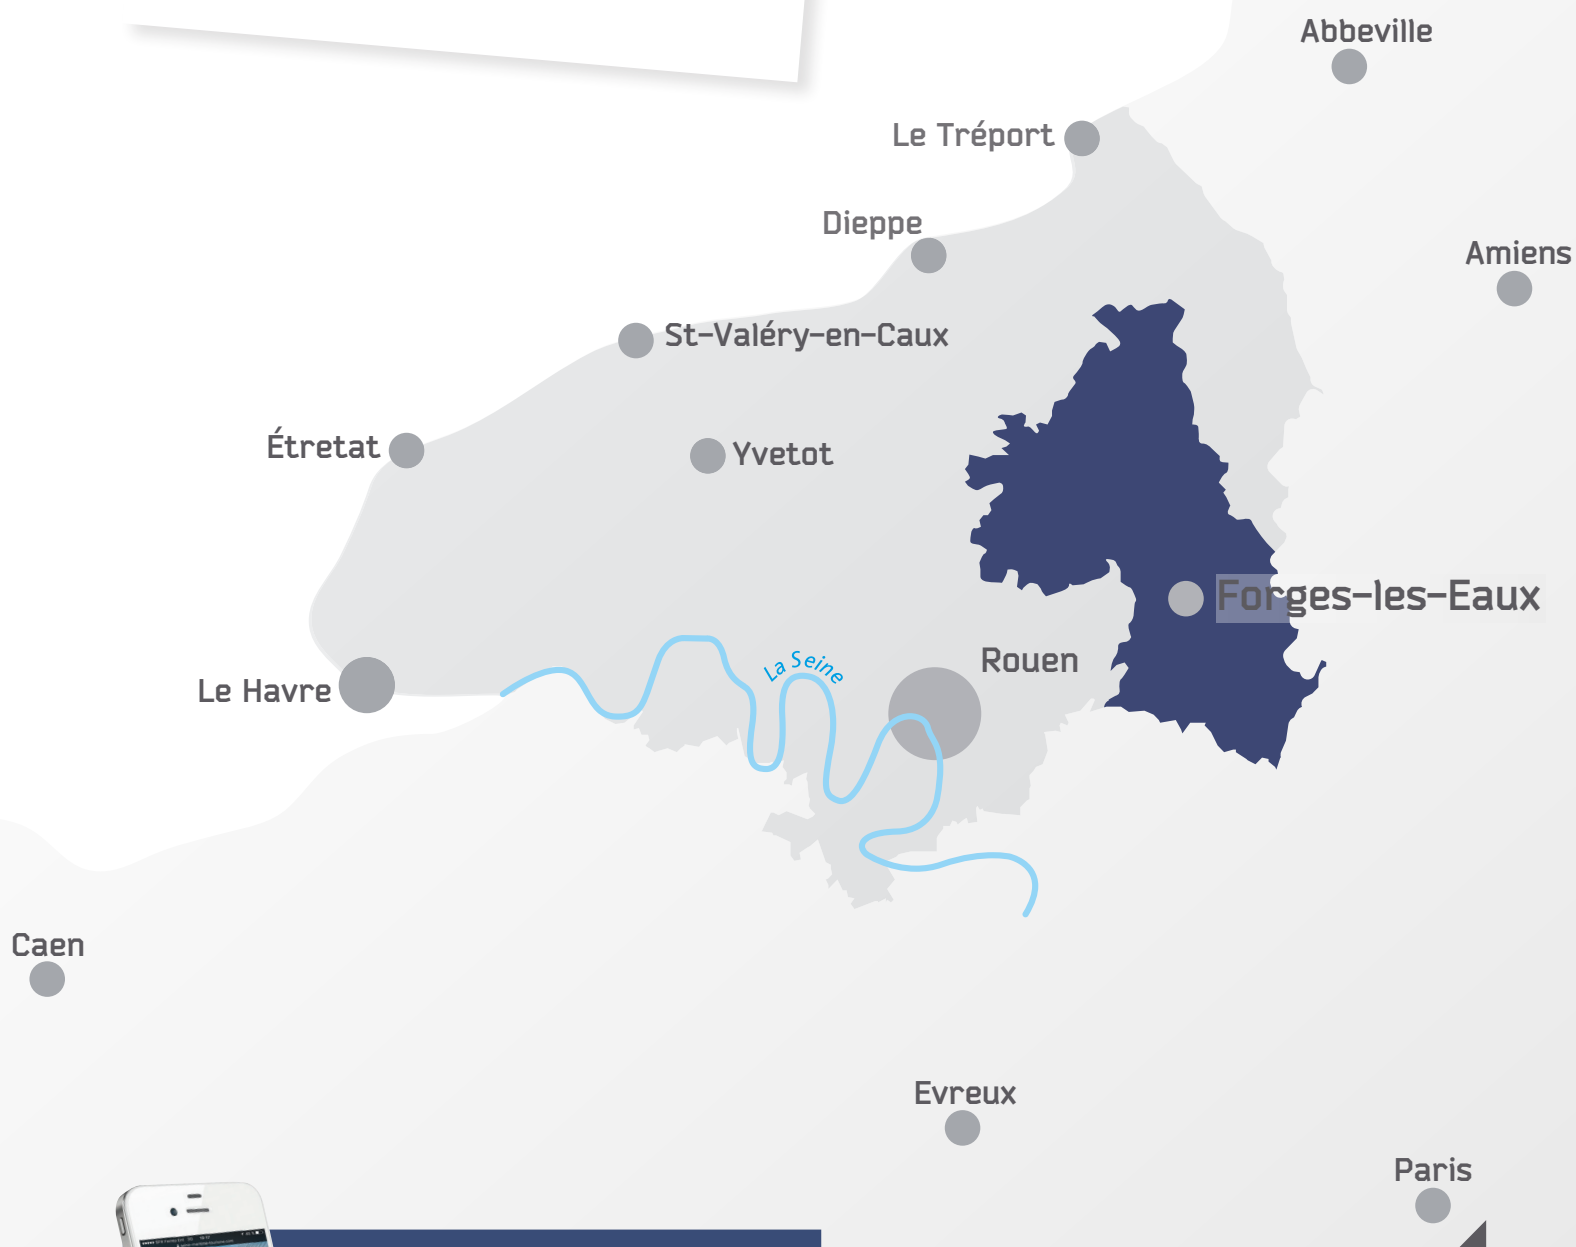 Abbeville
Le Tréport
Dieppe
Amiens
St-Valéry-en-Caux
Étretat
Yvetot
Forges-les-Eaux
Rouen
La Seine
Le Havre
Caen
Evreux
Paris